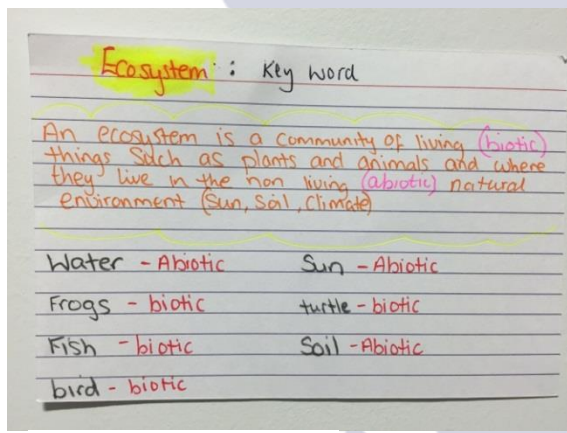 Ecosystem : Key word
An ecosystem is a community of living (biotic)
things Such as plants and animals and where
they live in the non living (abiotic) natural
environment (Sun, Soil, Climate)
Water - Abiotic Sun - Abiotic
Frogs - biotic turtle - biotic
Fish - biotic Soil - Abiotic
bird - biotic